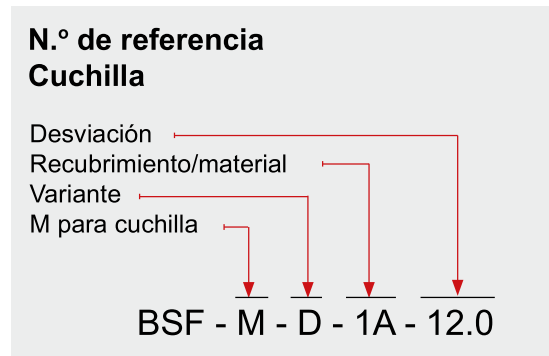 N.º de referencia
Cuchilla
Desviación
Recubrimiento/material
Variante
M para cuchilla
BSF - M - D - 1A - 12.0